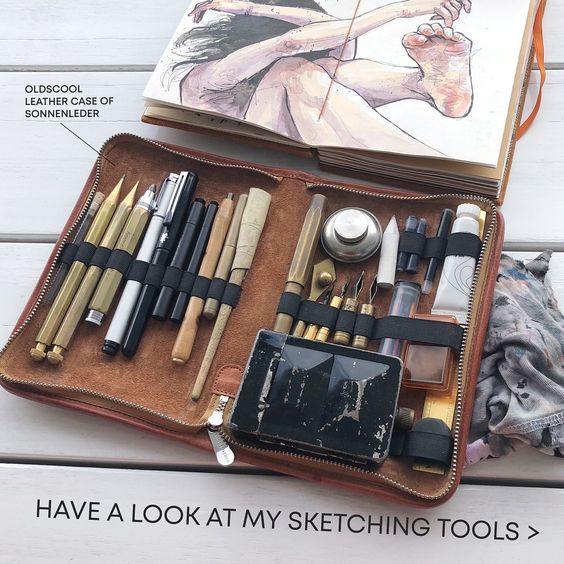 OLDSCOOL
LEATHER CASE OF
SONNENLEDER
HAVE A LOOK AT MY SKETCHING TOOLS >